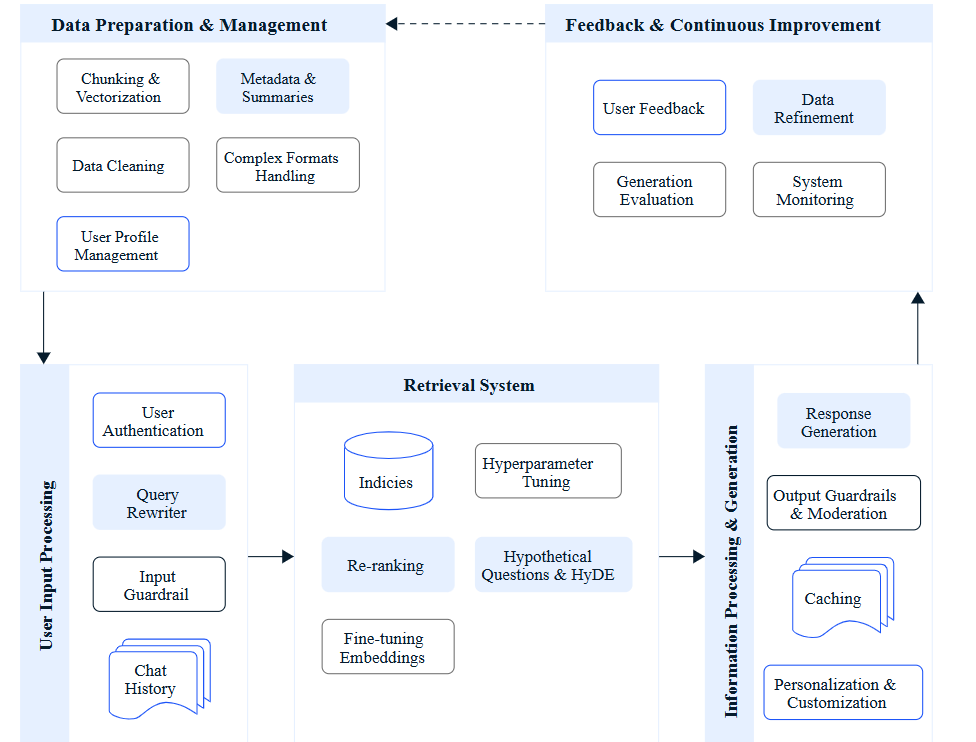 Data Preparation & Management
Chunking &
Vectorization
Metadata &
Summaries
Data Cleaning
Complex Formats
Handling
User Profile
Management
Feedback & Continuous Improvement
User Feedback
Data
Refinement
Generation
Evaluation
System
Monitoring
User Input Processing
User
Authentication
Query
Rewriter
Input
Guardrail
Chat
History
Retrieval System
Indicies
Hyperparameter
Tuning
Re-ranking
Hypothetical
Questions & HyDE
Fine-tuning
Embeddings
Information Processing & Generation
Response
Generation
Output Guardrails
& Moderation
Caching
Personalization &
Customization